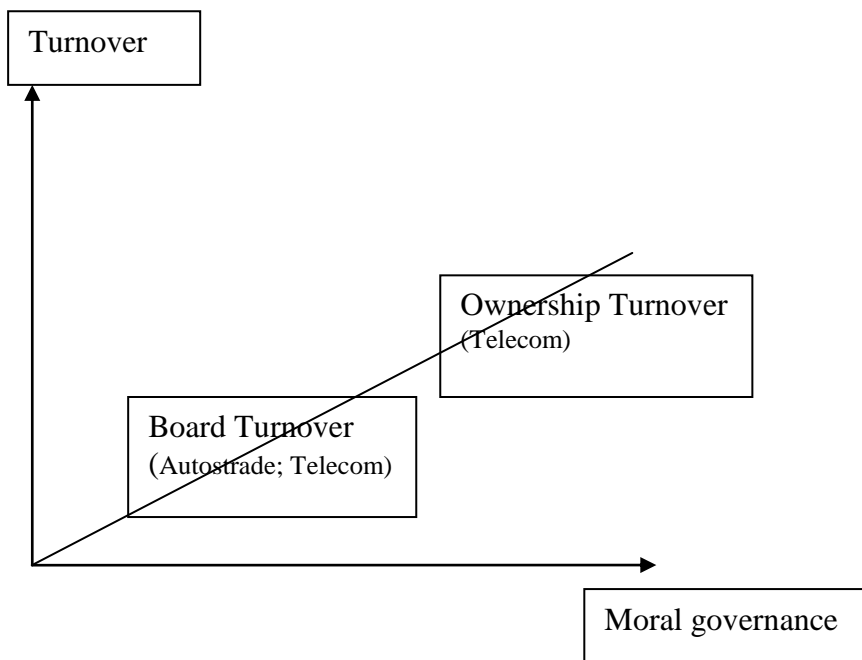 Turnover
Ownership Turnover
(Telecom)
Board Turnover
(Autostrade; Telecom)
Moral governance